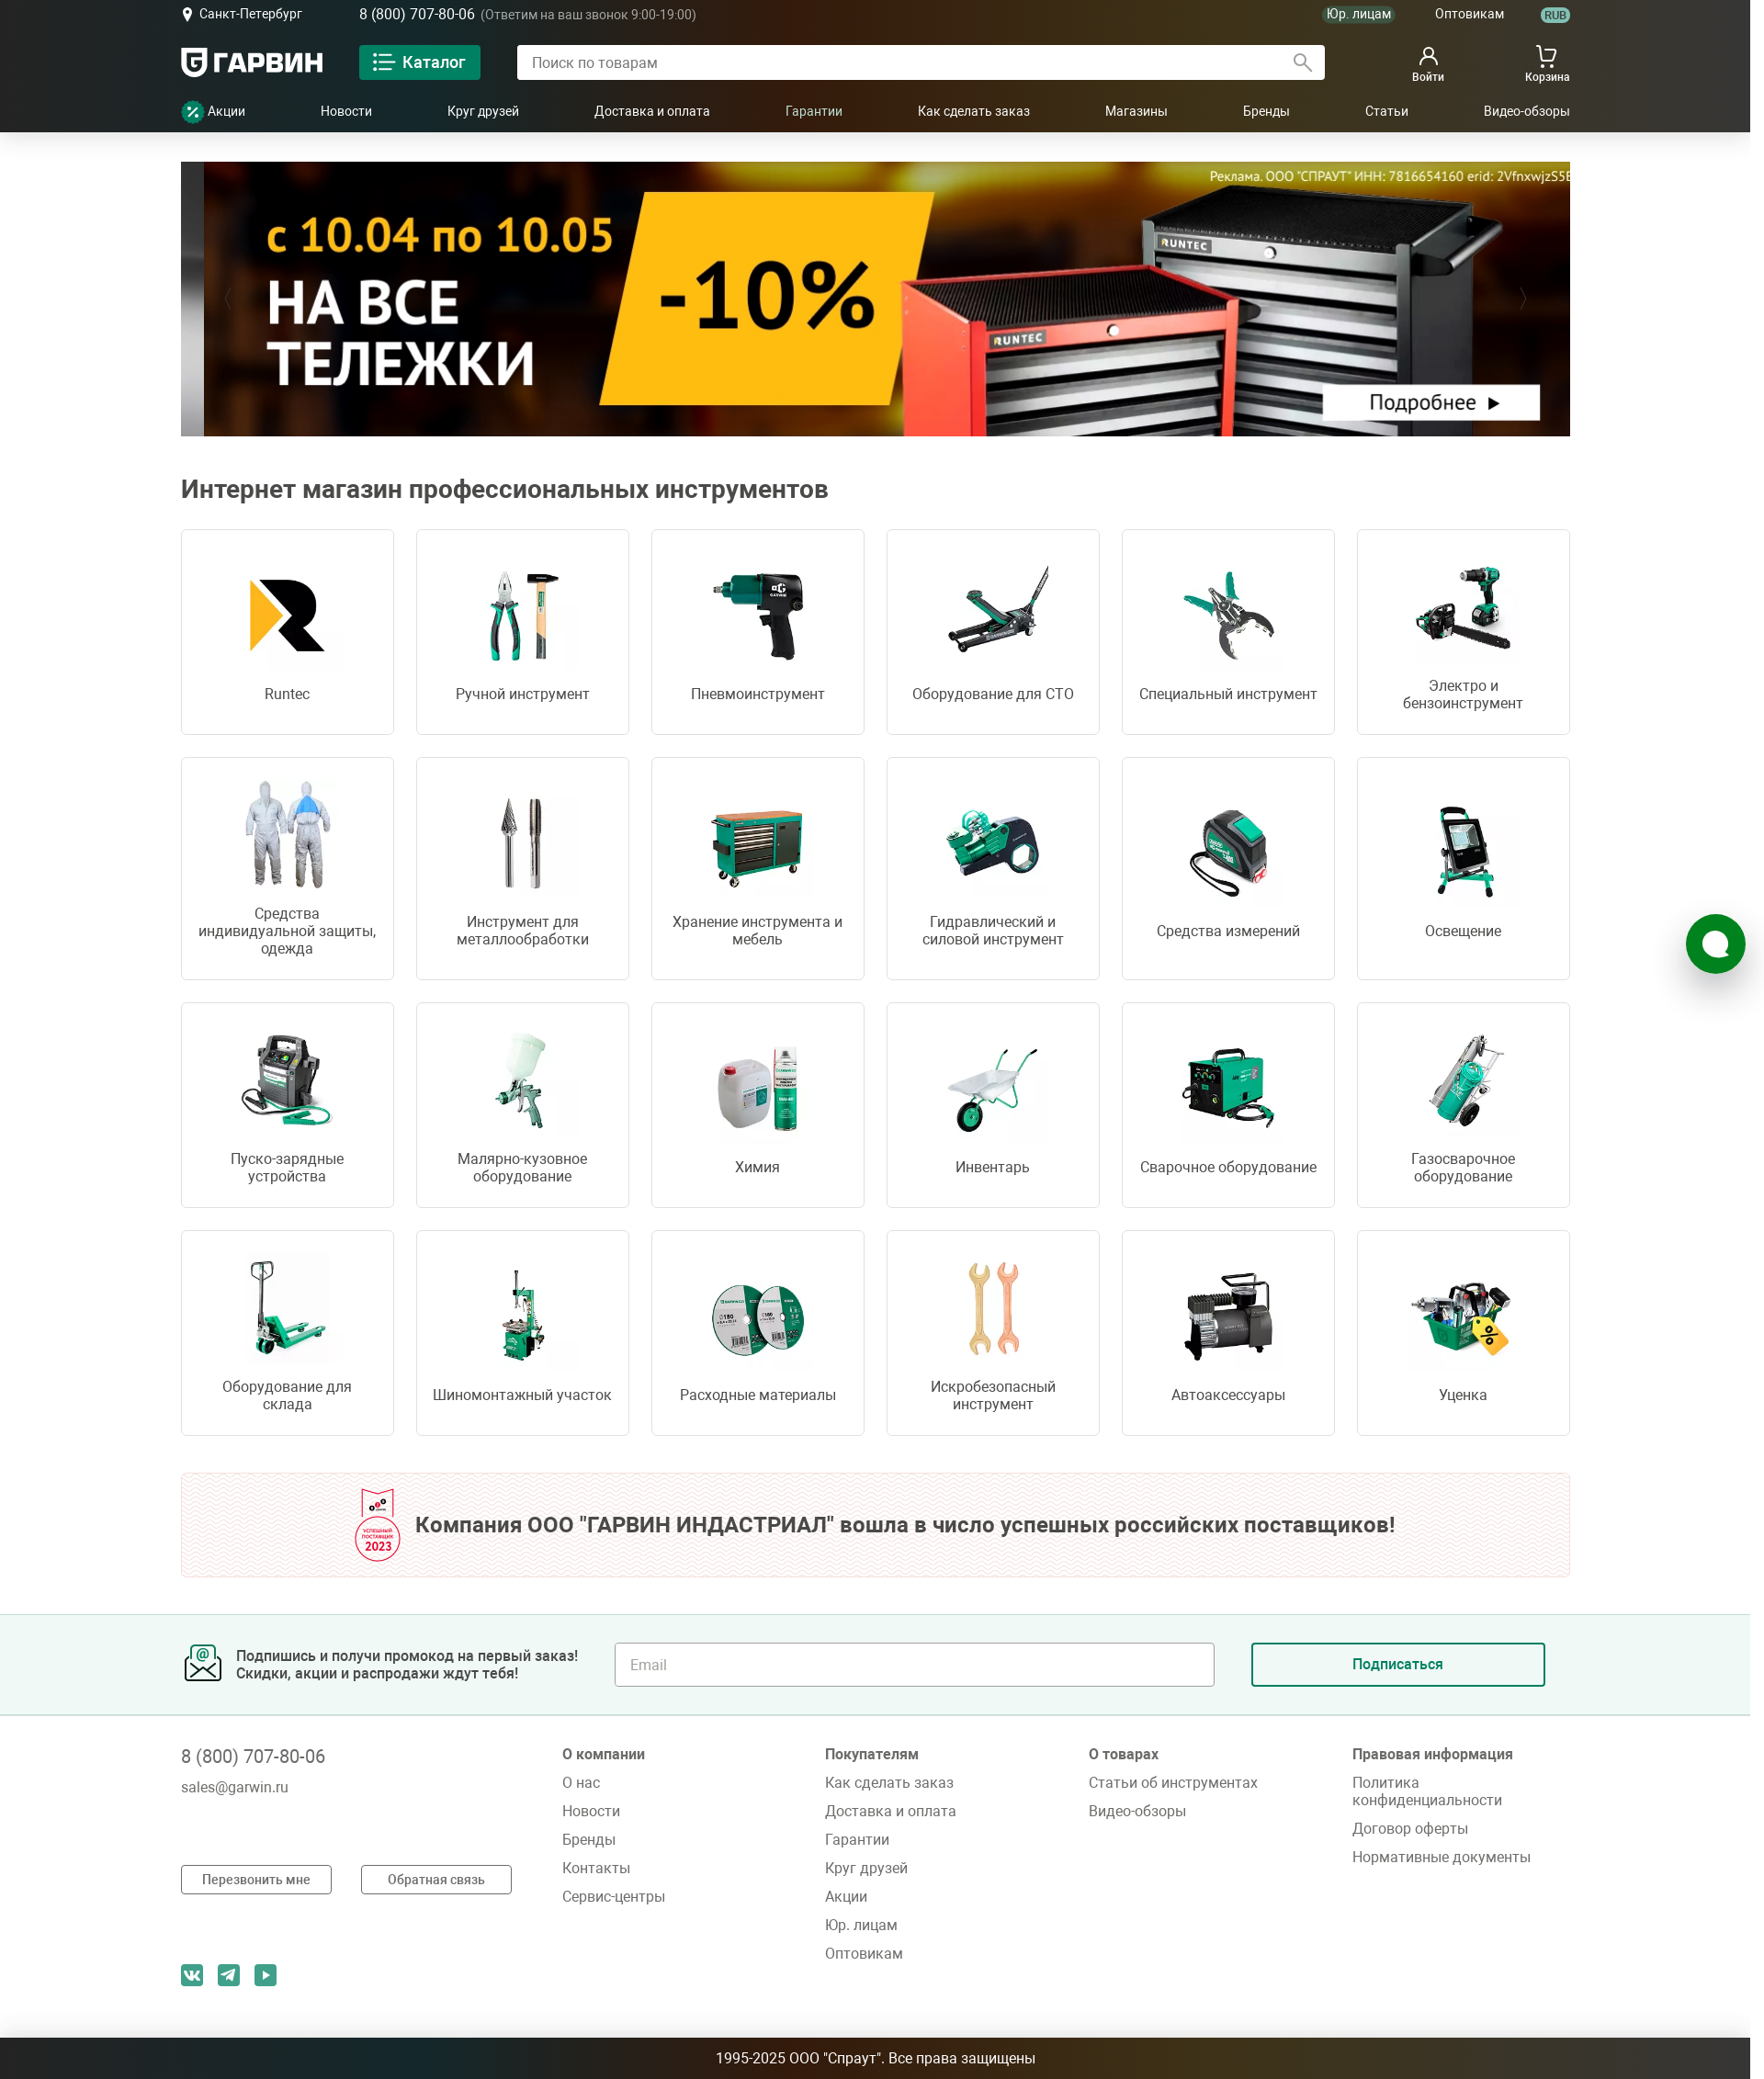 Санкт-Петербург
8 (800) 707-80-06 (Ответим на ваш звонок 9:00-19:00)
Юр. лицам
Оптовикам
RUB
ГАРВИН
Каталог
Поиск по товарам
Войти
Корзина
Акции
Новости
Круг друзей
Доставка и оплата
Гарантии
Как сделать заказ
Магазины
Бренды
Статьи
Видео-обзоры
Реклама. ООО "СПРАУТ" ИНН: 7816654160 erid:
с 10.04 по 10.05
НА ВСЕ
ТЕЛЕЖКИ
-10%
RUNTEC
RUNTEC
Подробнее
Интернет магазин профессиональных инструментов
Runtec
Ручной инструмент
Пневмоинструмент
Оборудование для СТО
Специальный инструмент
Электро и
бензоинструмент
Средства
индивидуальной защиты,
одежда
Инструмент для
металлообработки
Хранение инструмента и
мебель
Гидравлический и
силовой инструмент
Средства измерений
Освещение
Пуско-зарядные
устройства
Малярно-кузовное
оборудование
Химия
Инвентарь
Сварочное оборудование
Газосварочное
оборудование
Оборудование для
склада
Шиномонтажный участок
Расходные материалы
Искробезопасный
инструмент
Автоаксессуары
Уценка
УСПЕШНЫЙ
ПОСТАВЩИК
2023
Компания ООО "ГАРВИН ИНДАСТРИАЛ" вошла в число успешных российских поставщиков!
Подпишись и получи промокод на первый заказ!
Скидки, акции и распродажи ждут тебя!
Email
Подписаться
8 (800) 707-80-06
sales@garwin.ru
Перезвонить мне
Обратная связь
О компании
О нас
Новости
Бренды
Контакты
Сервис-центры
Покупателям
Как сделать заказ
Доставка и оплата
Гарантии
Круг друзей
Акции
Юр. лицам
Оптовикам
О товарах
Статьи об инструментах
Видео-обзоры
Правовая информация
Политика
конфиденциальности
Договор оферты
Нормативные документы
1995-2025 ООО "Спраут". Все права защищены